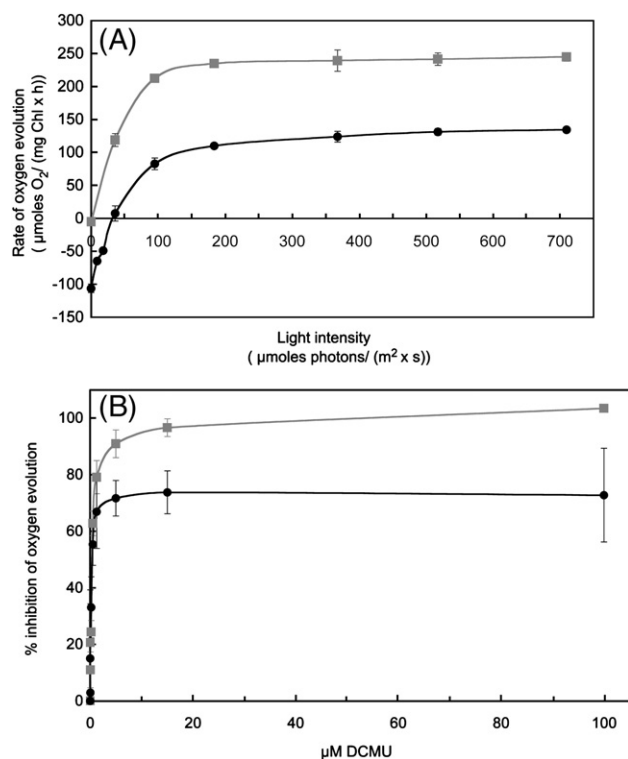 (A)
300
250
200
150
100
50
0
-50
-100
-150
0 100 200 300 400 500 600 700
Rate of oxygen evolution
( µmoles O₂/ (mg Chl x h))
Light intensity
( µmoles photons/ (m² x s))
(B)
100
80
60
40
20
0
0 20 40 60 80 100
% inhibition of oxygen evolution
µM DCMU